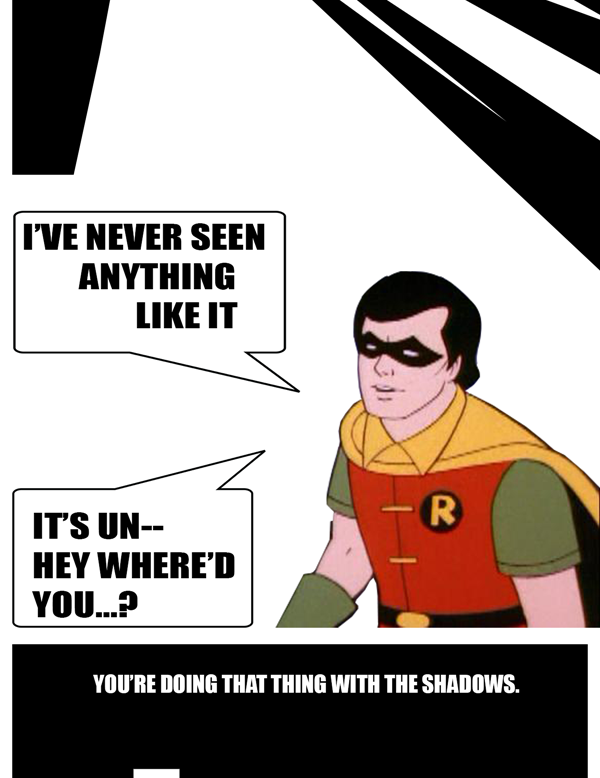 I'VE NEVER SEEN
ANYTHING
LIKE IT
R
IT'S UN--
HEY WHERE'D
YOU...?
YOU'RE DOING THAT THING WITH THE SHADOWS.